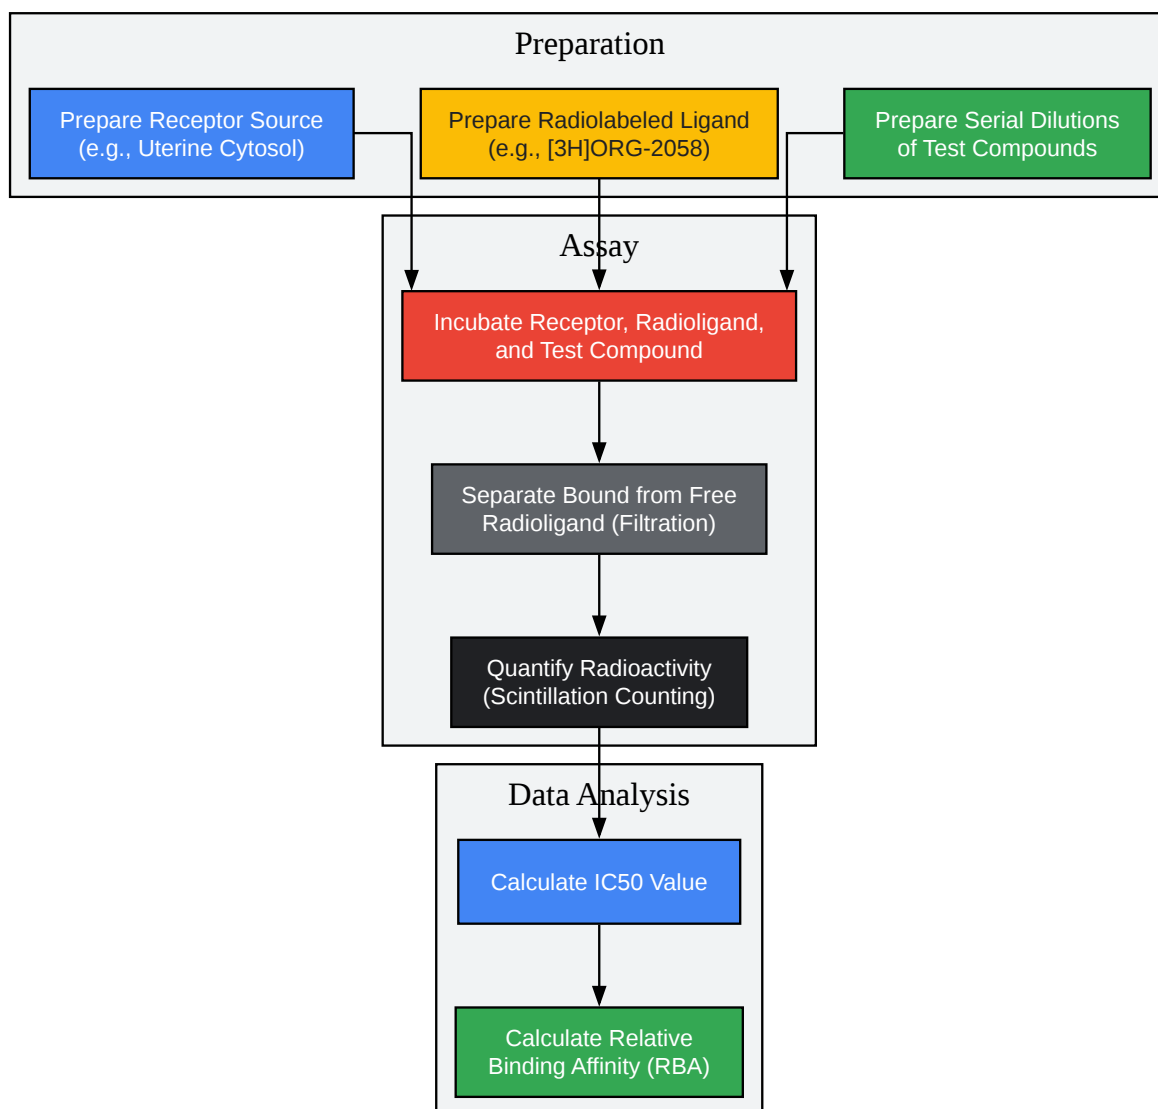 Preparation
Prepare Receptor Source
(e.g., Uterine Cytosol)
Prepare Radiolabeled Ligand
(e.g., [3H]ORG-2058)
Prepare Serial Dilutions
of Test Compounds
Assay
Incubate Receptor, Radioligand,
and Test Compound
Separate Bound from Free
Radioligand (Filtration)
Quantify Radioactivity
(Scintillation Counting)
Data Analysis
Calculate IC50 Value
Calculate Relative
Binding Affinity (RBA)